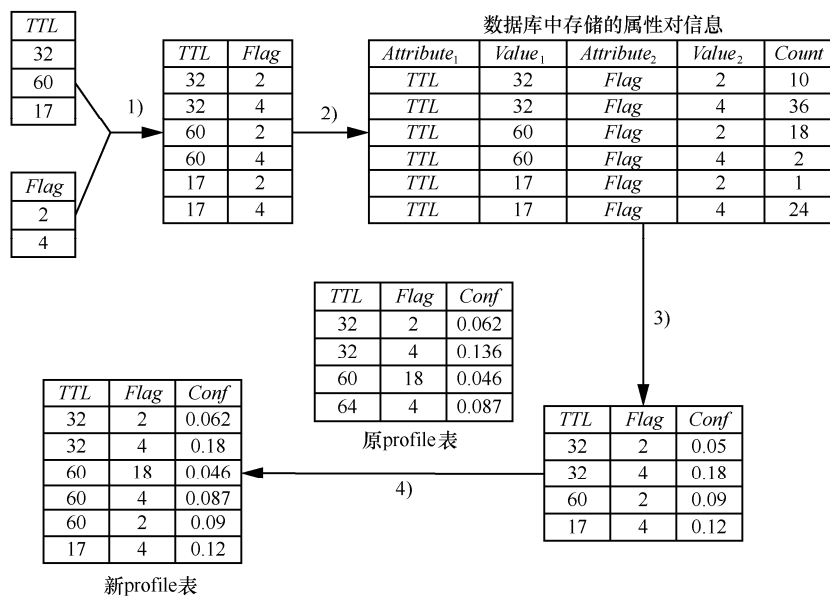 TTL
32
60
17
Flag
2
4
1)
TTL Flag
32 2
32 4
60 2
60 4
17 2
17 4
2)
数据库中存储的属性对信息
Attribute₁ Value₁ Attribute₂ Value₂ Count
TTL 32 Flag 2 10
TTL 32 Flag 4 36
TTL 60 Flag 2 18
TTL 60 Flag 4 2
TTL 17 Flag 2 1
TTL 17 Flag 4 24
3)
TTL Flag Conf
32 2 0.062
32 4 0.136
60 18 0.046
64 4 0.087
原profile表
TTL Flag Conf
32 2 0.05
32 4 0.18
60 2 0.09
17 4 0.12
4)
TTL Flag Conf
32 2 0.062
32 4 0.18
60 18 0.046
60 4 0.087
60 2 0.09
17 4 0.12
新profile表